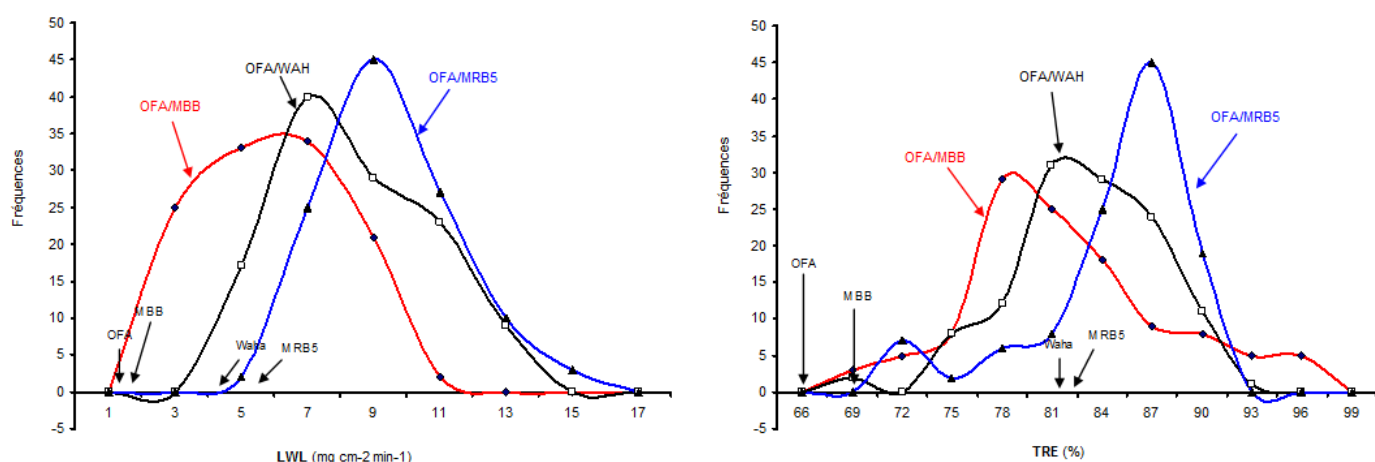 50
45
40
35
30
25
20
15
10
5
0
-5
Fréquences
OFA/WAH
OFA/MRB5
OFA/MBB
OFA
MBB
Waha
MRB5
1 3 5 7 9 11 13 15 17
LWL (mg cm-2 min-1)
50
45
40
35
30
25
20
15
10
5
0
-5
Fréquences
OFA/WAH
OFA/MRB5
OFA/MBB
OFA
MBB
Waha
MRB5
66 69 72 75 78 81 84 87 90 93 96 99
TRE (%)